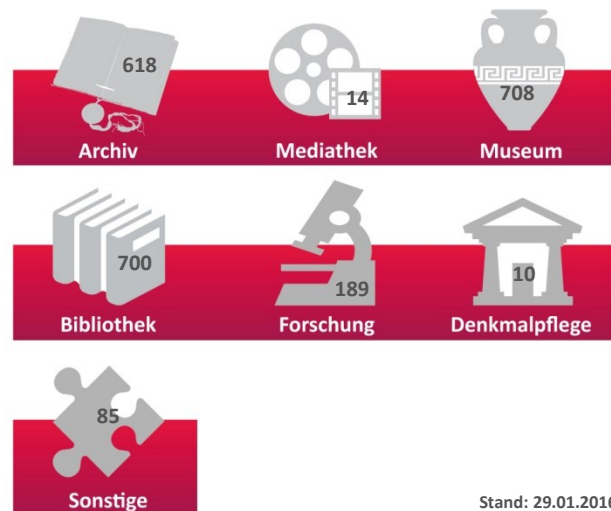 618
14
708
Archiv
Mediathek
Museum
700
189
10
Bibliothek
Forschung
Denkmalpflege
85
Sonstige
Stand: 29.01.2016